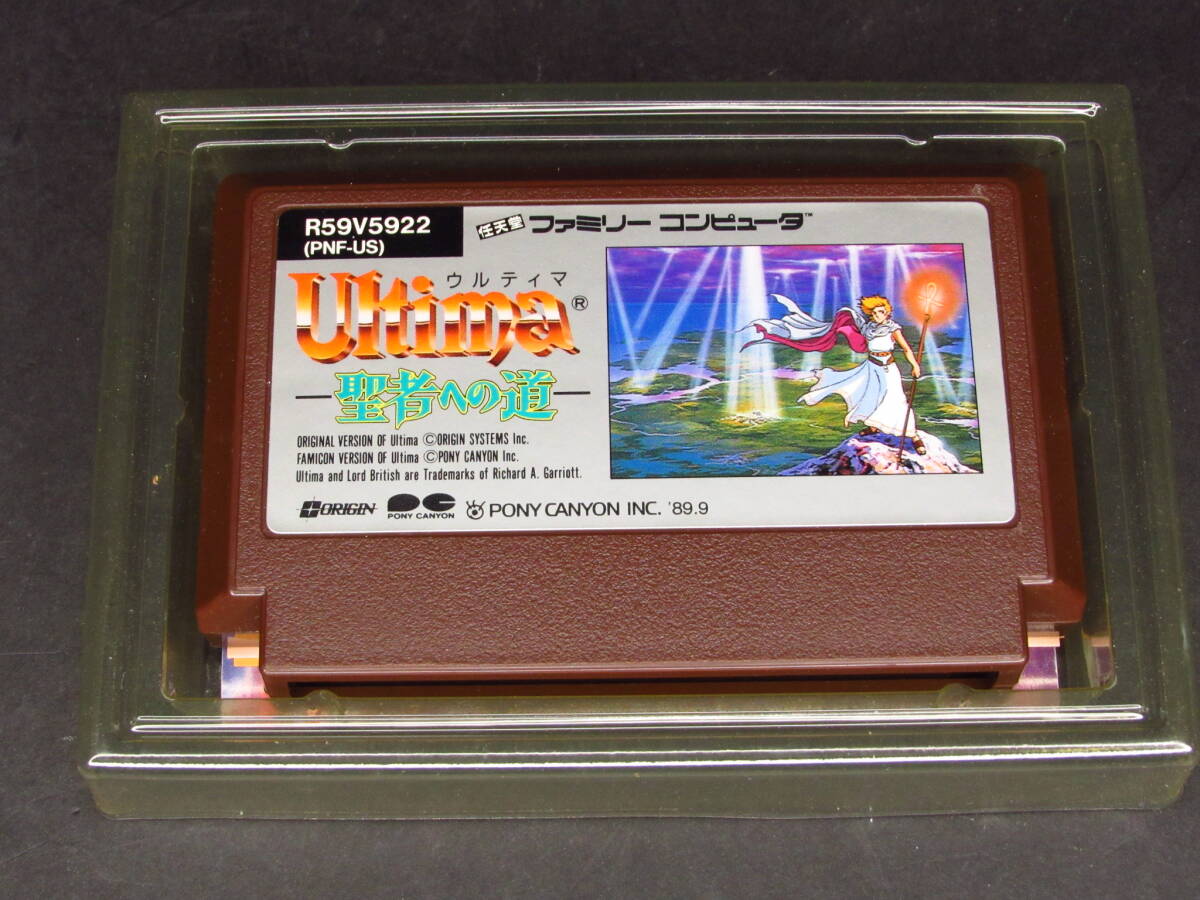 R59V5922
(PNF-US)
任天堂 ファミリー コンピュータ™
ウルティマ
Ultima®
聖者への道
ORIGINAL VERSION OF Ultima ©ORIGIN SYSTEMS Inc.
FAMICON VERSION OF Ultima ©PONY CANYON Inc.
Ultima and Lord British are Trademarks of Richard A. Garriott.
ORIGIN PONY CANYON PONY CANYON INC. '89.9